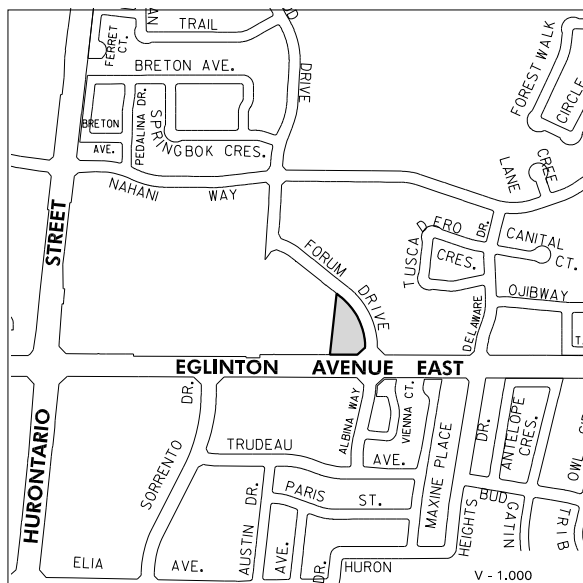 TRAIL
FERRET CT.
BRETON AVE.
DRIVE
FOREST WALK
CIRCLE
BRETON
AVE.
PEDALINA DR.
SPRINGBOK CRES.
NAHANI WAY
LANE
CREE
STREET
FORUM DRIVE
TUSCADERO
DR.
CRES.
CANITAL
CT.
OJIBWAY
DELAWARE
EGLINTON AVENUE EAST
HURONTARIO
SORRENTO
DR.
TRUDEAU
AVE.
ALBINA WAY
VIENNA CT.
MAXINE PLACE
DR.
ANTELOPE
CRES.
OWL
PARIS ST.
AUSTIN
DR.
AVE.
DR.
HURON
HEIGHTS
BUD
GATIN
TRIB
ELIA AVE.
V - 1.000